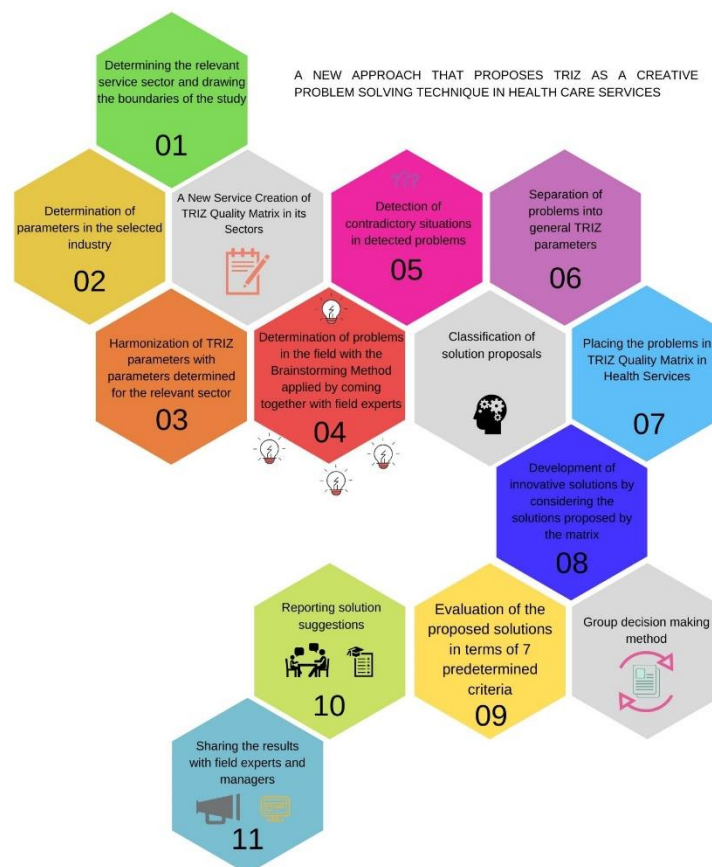 A NEW APPROACH THAT PROPOSES TRIZ AS A CREATIVE
PROBLEM SOLVING TECHNIQUE IN HEALTH CARE SERVICES
Determining the relevant
service sector and drawing
the boundaries of the study
01
Determination of
parameters in the selected
industry
02
A New Service Creation of
TRIZ Quality Matrix in its
Sectors
Harmonization of TRIZ
parameters with
parameters determined
for the relevant sector
03
Determination of problems
in the field with the
Brainstorming Method
applied by coming
together with field experts
04
???
Detection of
contradictory situations
in detected problems
05
Separation of
problems into
general TRIZ
parameters
06
Classification of
solution proposals
Placing the problems in
TRIZ Quality Matrix in
Health Services
07
Development of
innovative solutions by
considering the
solutions proposed by
the matrix
08
Group decision making
method
Evaluation of the
proposed solutions
in terms of 7
predetermined
criteria
09
Reporting solution
suggestions
10
Sharing the results
with field experts and
managers
11